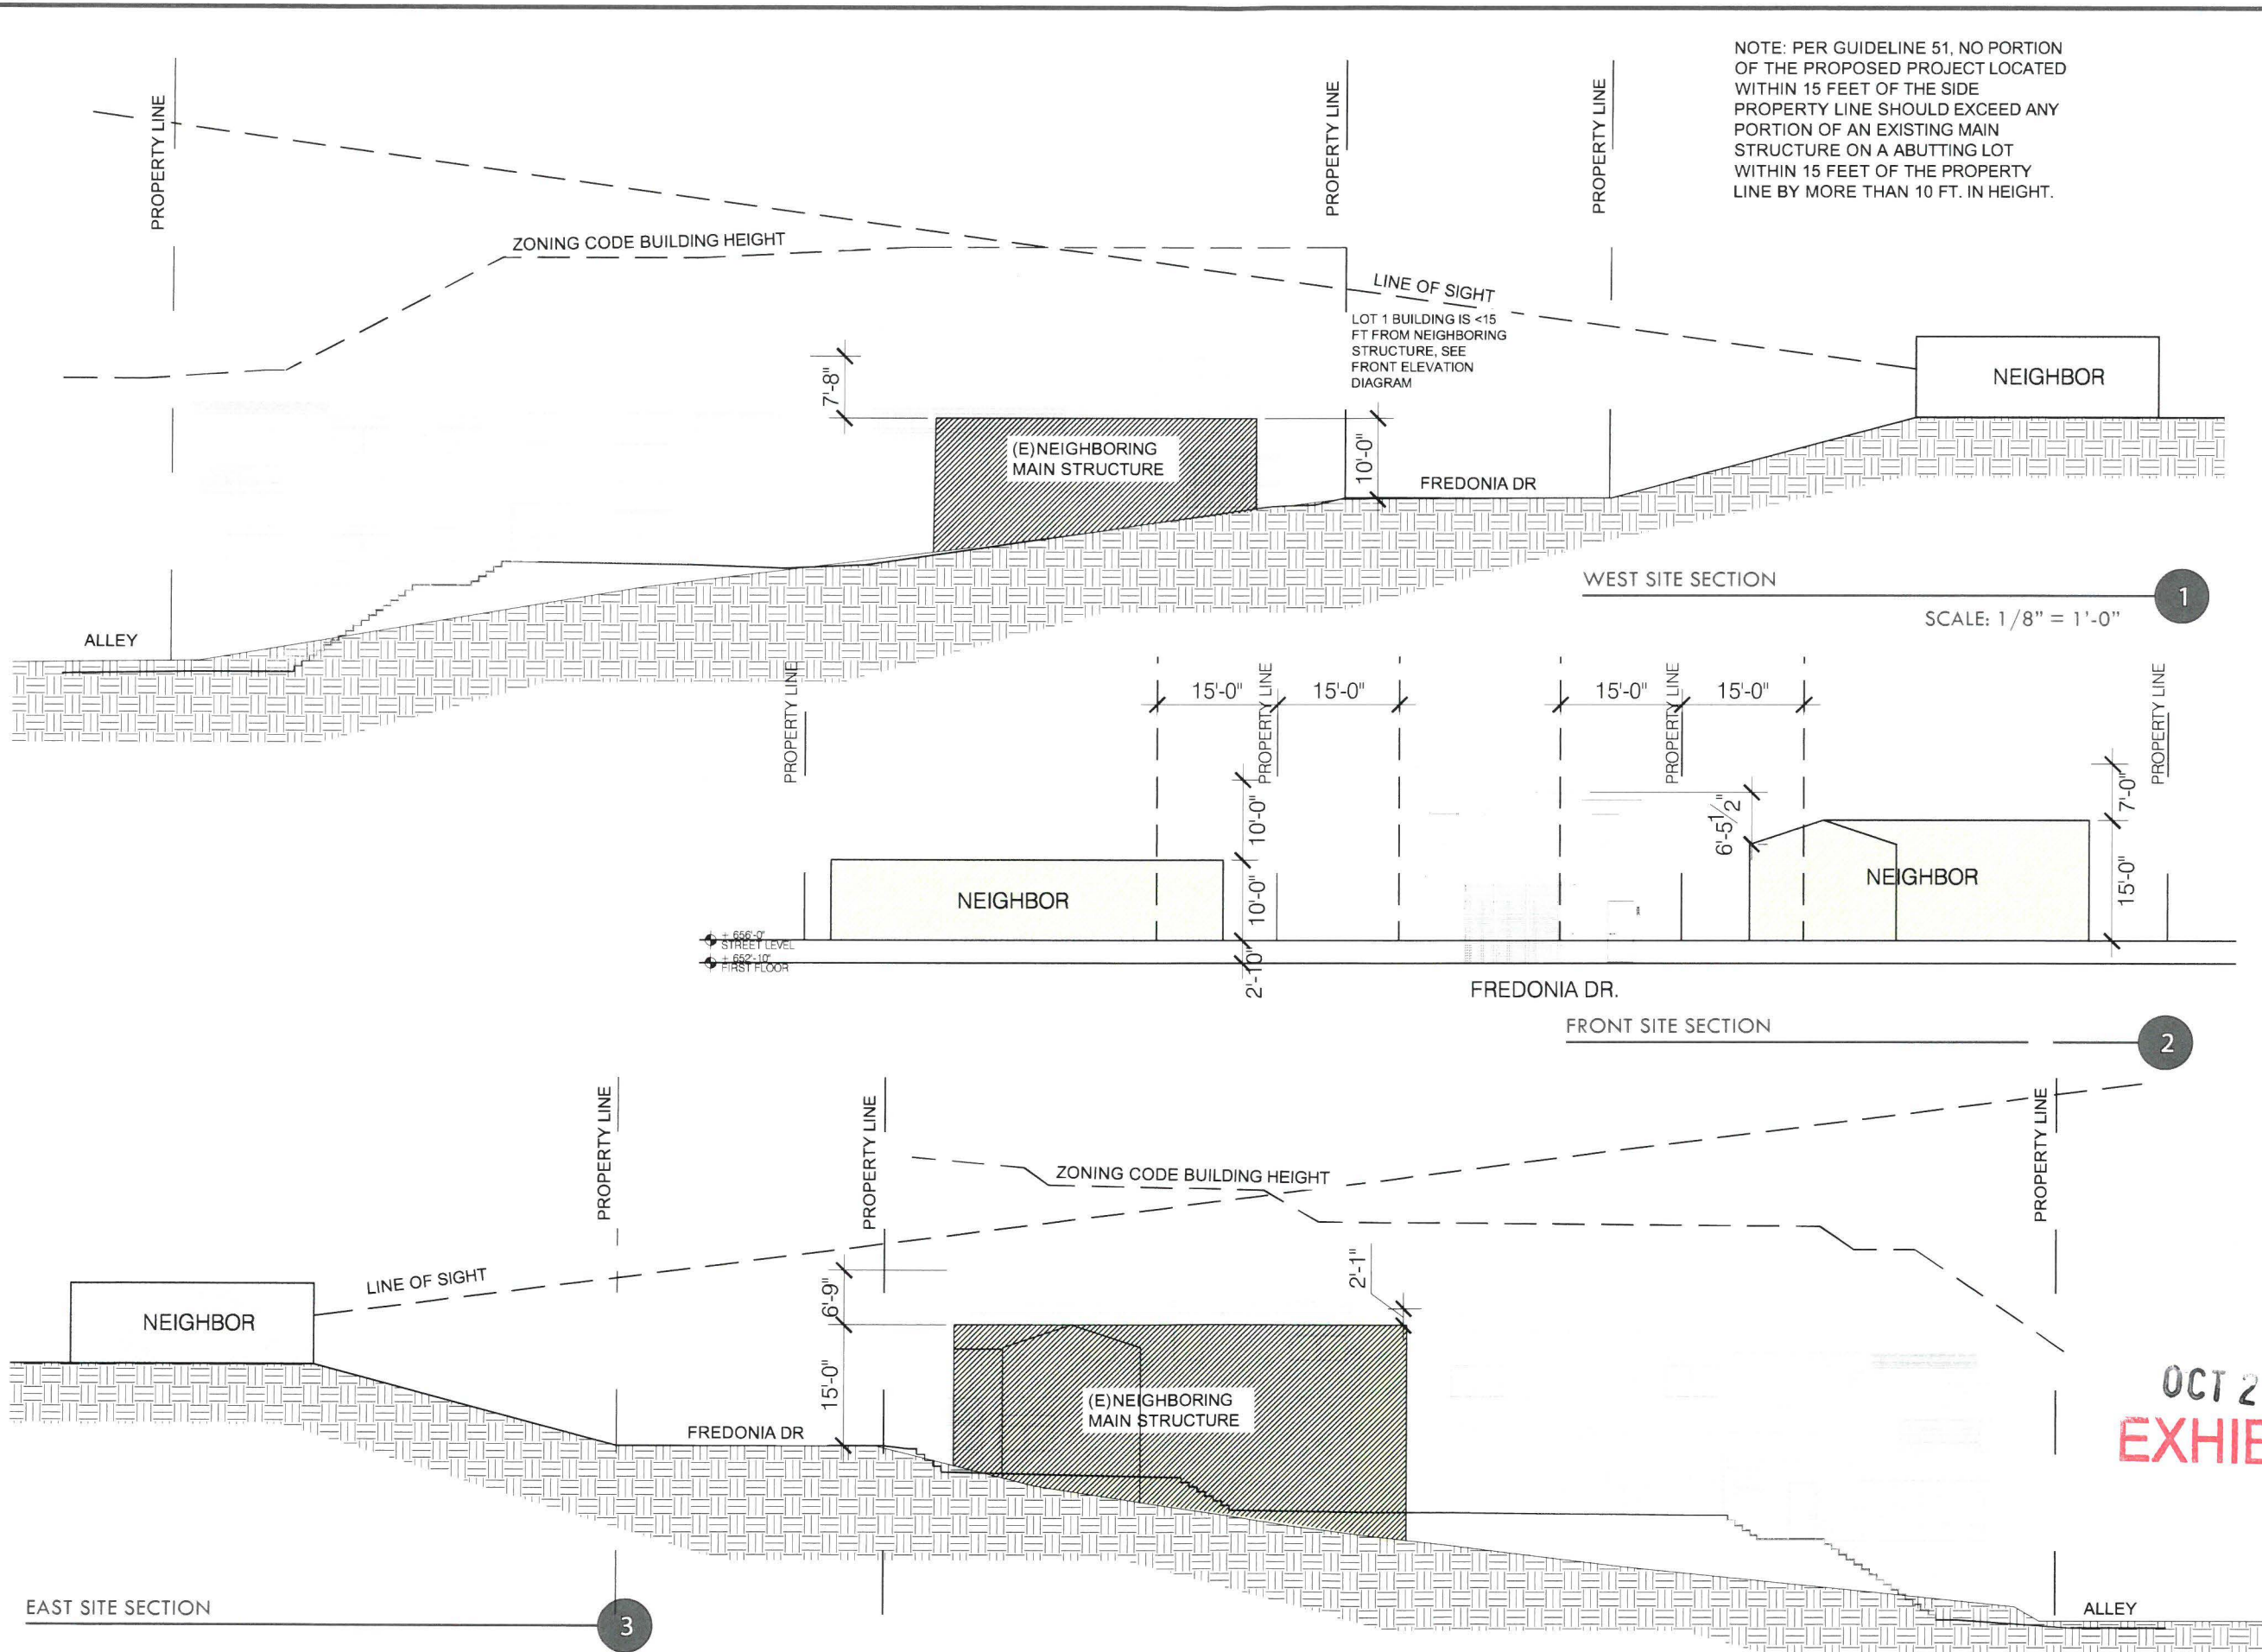 NOTE: PER GUIDELINE 51, NO PORTION
OF THE PROPOSED PROJECT LOCATED
WITHIN 15 FEET OF THE SIDE
PROPERTY LINE SHOULD EXCEED ANY
PORTION OF AN EXISTING MAIN
STRUCTURE ON A ABUTTING LOT
WITHIN 15 FEET OF THE PROPERTY
LINE BY MORE THAN 10 FT. IN HEIGHT.
PROPERTY LINE
PROPERTY LINE
PROPERTY LINE
ZONING CODE BUILDING HEIGHT
LINE OF SIGHT
LOT 1 BUILDING IS <15
FT FROM NEIGHBORING
STRUCTURE, SEE
FRONT ELEVATION
DIAGRAM
NEIGHBOR
7'-8"
(E)NEIGHBORING
MAIN STRUCTURE
10'-0"
FREDONIA DR
ALLEY
WEST SITE SECTION
1
SCALE: 1/8" = 1'-0"
PROPERTY LINE
15'-0"
PROPERTY LINE
15'-0"
15'-0"
PROPERTY LINE
15'-0"
PROPERTY LINE
10'-0"
10'-0"
2'-10"
6'-5 1/2"
7'-0"
15'-0"
NEIGHBOR
NEIGHBOR
+ 656'-0"
STREET LEVEL
+ 652'-10"
FIRST FLOOR
FREDONIA DR.
FRONT SITE SECTION
2
PROPERTY LINE
PROPERTY LINE
PROPERTY LINE
ZONING CODE BUILDING HEIGHT
LINE OF SIGHT
NEIGHBOR
6'-9"
15'-0"
2'-1"
(E)NEIGHBORING
MAIN STRUCTURE
FREDONIA DR
OCT 2
EXHIB
EAST SITE SECTION
3
ALLEY